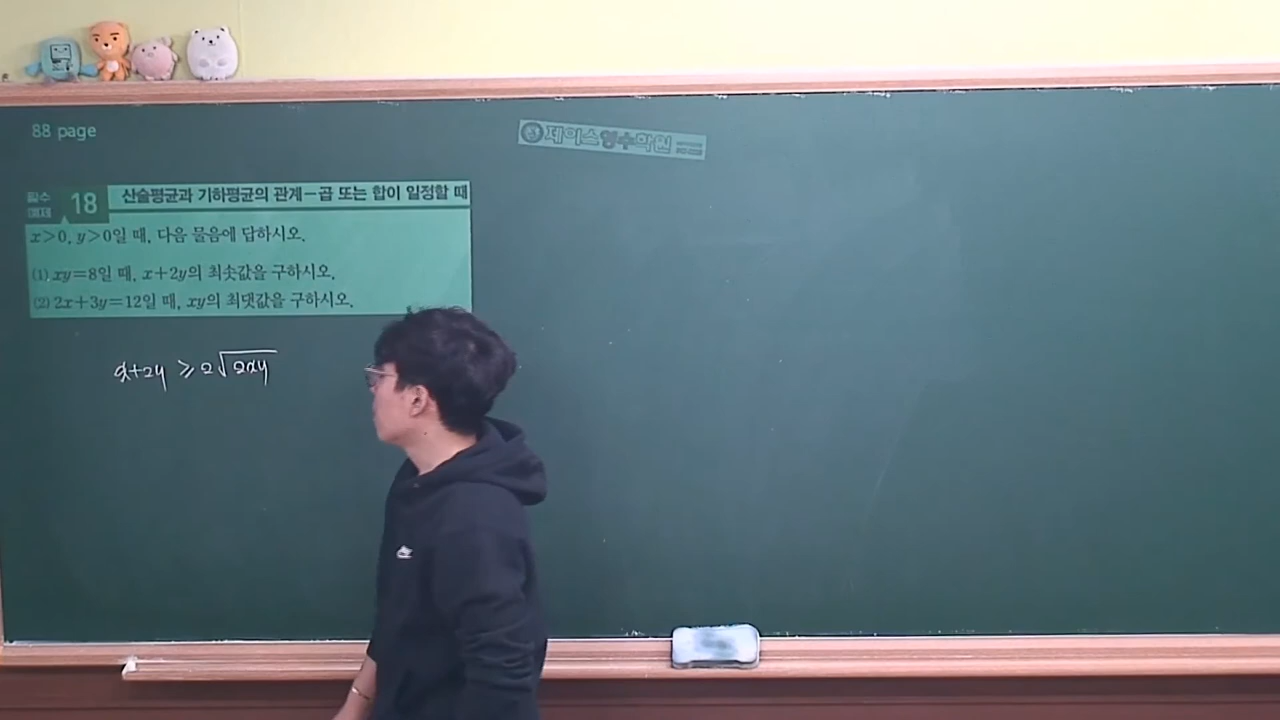 88 page
제이스영수학원
필수
예제
18
산술평균과 기하평균의 관계-곱 또는 합이 일정할 때
x>0, y>0일 때, 다음 물음에 답하시오.
(1) xy=8일 때, x+2y의 최솟값을 구하시오.
(2) 2x+3y=12일 때, xy의 최댓값을 구하시오.
x+2y ≥ 2√2xy